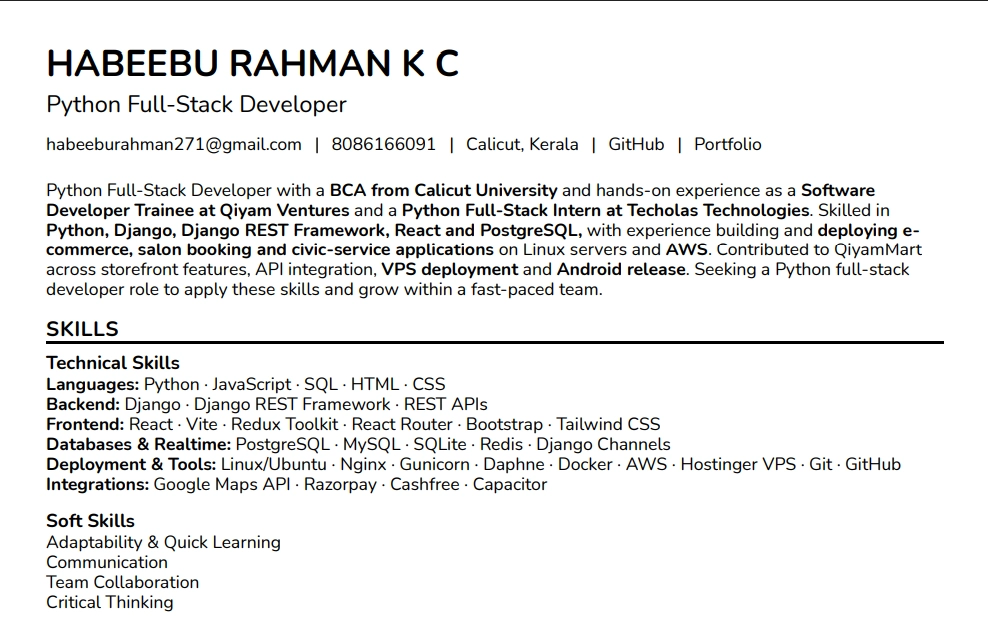 HABEEBU RAHMAN K C
Python Full-Stack Developer
habeeburahman271@gmail.com | 8086166091 | Calicut, Kerala | GitHub | Portfolio
Python Full-Stack Developer with a BCA from Calicut University and hands-on experience as a Software
Developer Trainee at Qiyam Ventures and a Python Full-Stack Intern at Techolas Technologies. Skilled in
Python, Django, Django REST Framework, React and PostgreSQL, with experience building and deploying e-
commerce, salon booking and civic-service applications on Linux servers and AWS. Contributed to QiyamMart
across storefront features, API integration, VPS deployment and Android release. Seeking a Python full-stack
developer role to apply these skills and grow within a fast-paced team.
SKILLS
Technical Skills
Languages: Python · JavaScript · SQL · HTML · CSS
Backend: Django · Django REST Framework · REST APIs
Frontend: React · Vite · Redux Toolkit · React Router · Bootstrap · Tailwind CSS
Databases & Realtime: PostgreSQL · MySQL · SQLite · Redis · Django Channels
Deployment & Tools: Linux/Ubuntu · Nginx · Gunicorn · Daphne · Docker · AWS · Hostinger VPS · Git · GitHub
Integrations: Google Maps API · Razorpay · Cashfree · Capacitor
Soft Skills
Adaptability & Quick Learning
Communication
Team Collaboration
Critical Thinking